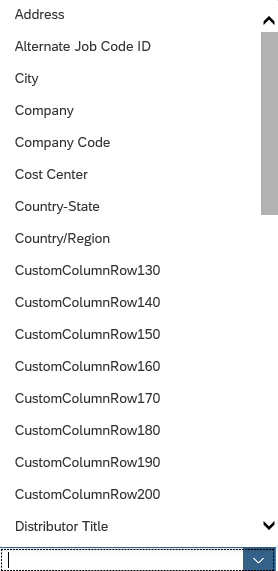 Address
Alternate Job Code ID
City
Company
Company Code
Cost Center
Country-State
Country/Region
CustomColumnRow130
CustomColumnRow140
CustomColumnRow150
CustomColumnRow160
CustomColumnRow170
CustomColumnRow180
CustomColumnRow190
CustomColumnRow200
Distributor Title